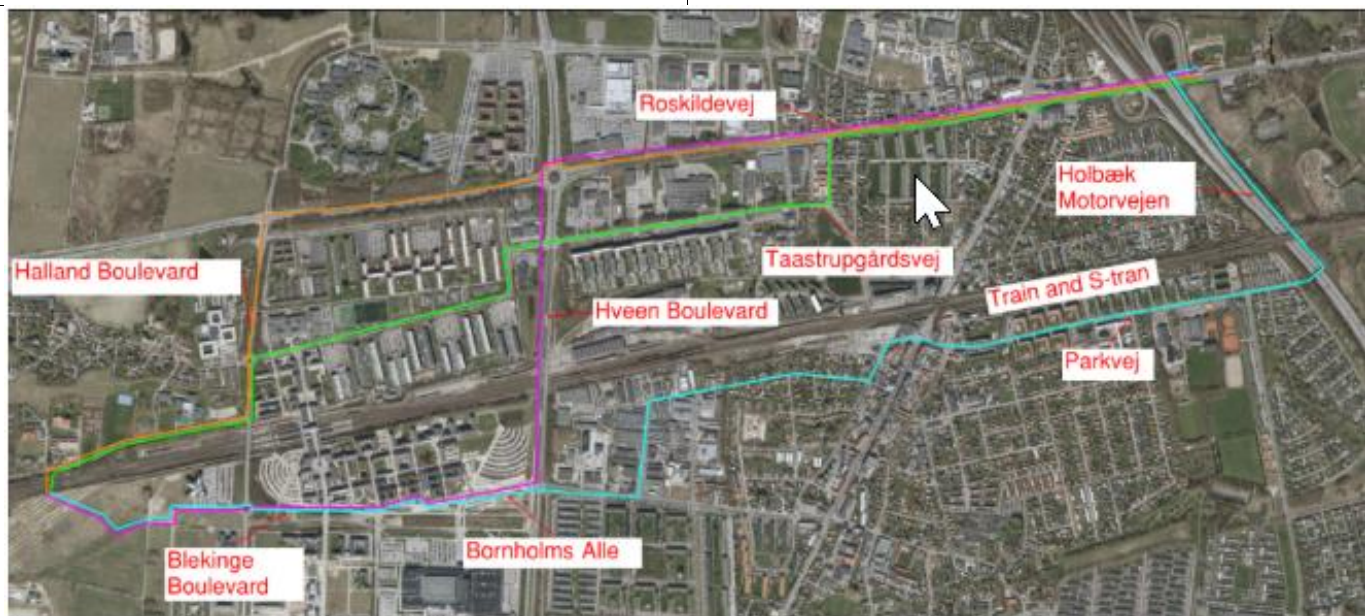 Roskildevej
Holbæk
Motorvejen
Halland Boulevard
Taastrupgårdsvej
Train and S-tran
Hveen Boulevard
Parkvej
Bornholms Alle
Blekinge
Boulevard